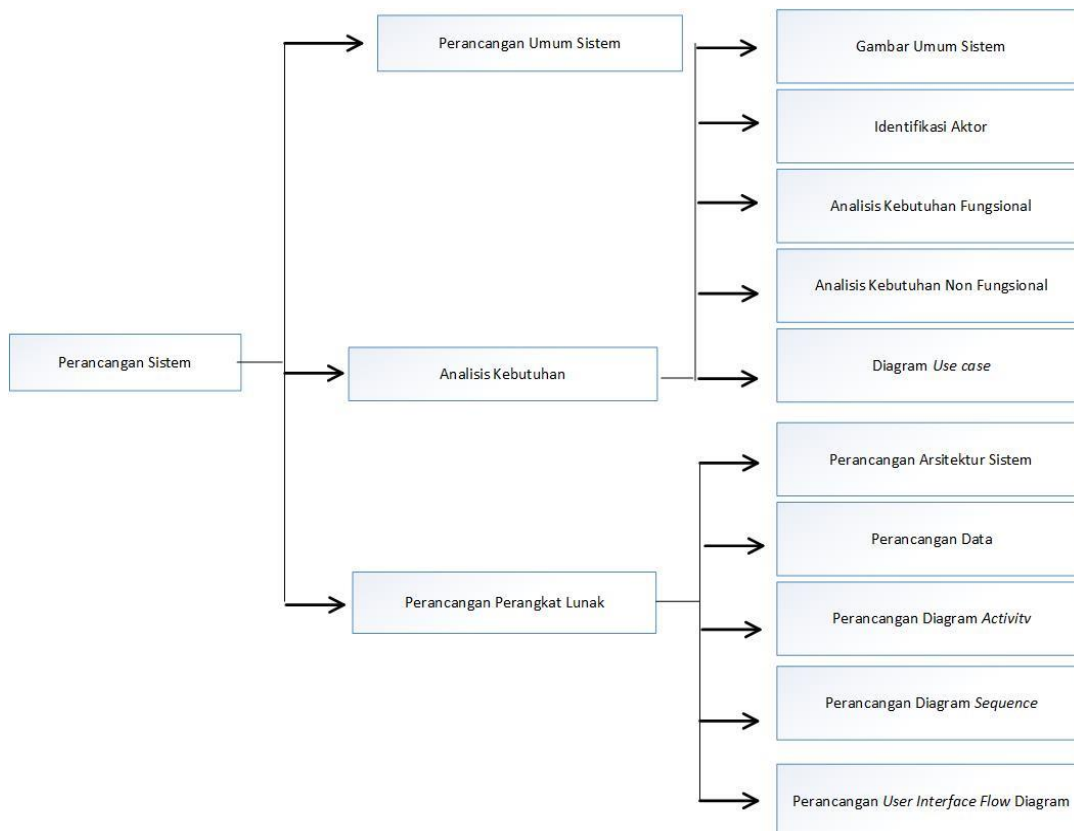 Perancangan Sistem
Perancangan Umum Sistem
Analisis Kebutuhan
Perancangan Perangkat Lunak
Gambar Umum Sistem
Identifikasi Aktor
Analisis Kebutuhan Fungsional
Analisis Kebutuhan Non Fungsional
Diagram Use case
Perancangan Arsitektur Sistem
Perancangan Data
Perancangan Diagram Activitv
Perancangan Diagram Sequence
Perancangan User Interface Flow Diagram